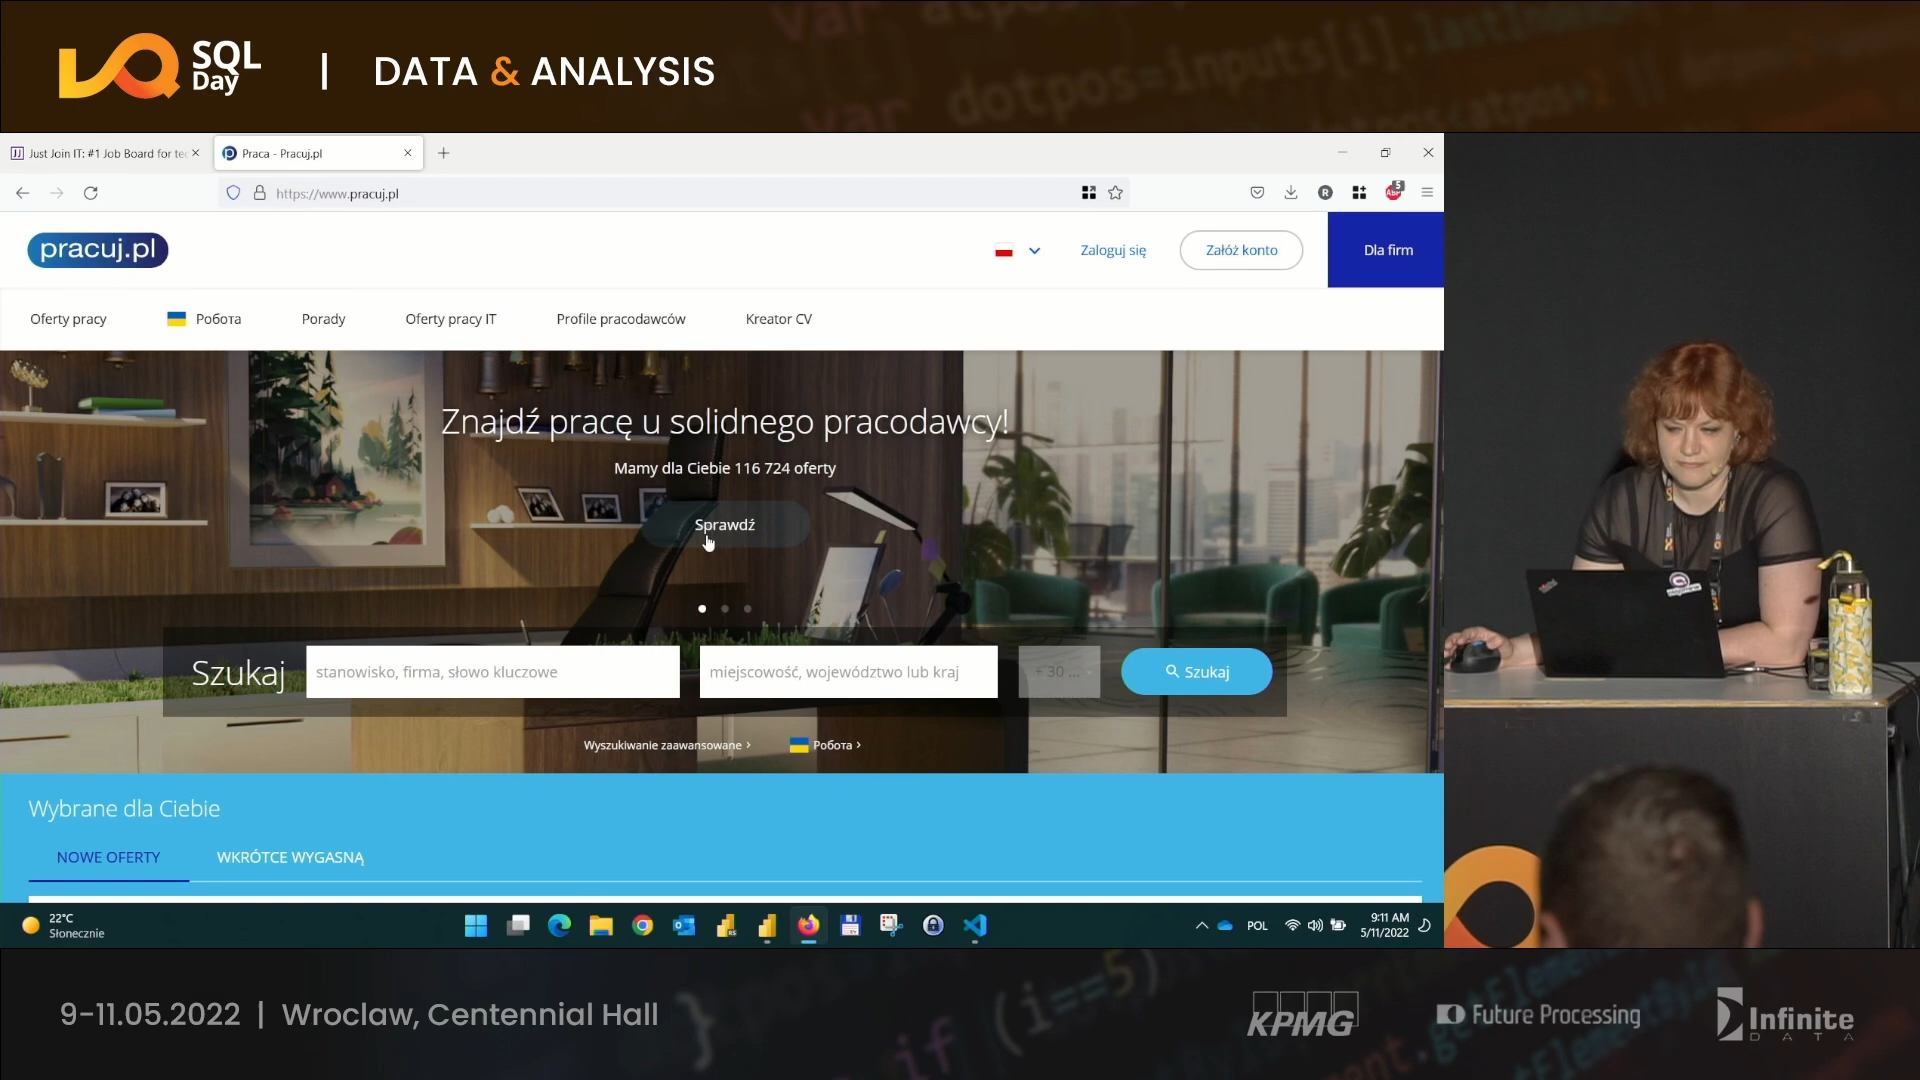 SQL
Day
| DATA & ANALYSIS
Just Join IT: #1 Job Board for tec
Praca - Pracuj.pl
https://www.pracuj.pl
pracuj.pl
Zaloguj się
Załóż konto
Dla firm
Oferty pracy
Робота
Porady
Oferty pracy IT
Profile pracodawców
Kreator CV
Znajdź pracę u solidnego pracodawcy!
Mamy dla Ciebie 116 724 oferty
Sprawdź
Szukaj
stanowisko, firma, słowo kluczowe
miejscowość, województwo lub kraj
+ 30 ...
Szukaj
Wyszukiwanie zaawansowane ›
Робота ›
Wybrane dla Ciebie
NOWE OFERTY
WKRÓTCE WYGASNĄ
22°C
Słonecznie
POL
9:11 AM
5/11/2022
9-11.05.2022 | Wroclaw, Centennial Hall
KPMG
Future Processing
Infinite
DATA